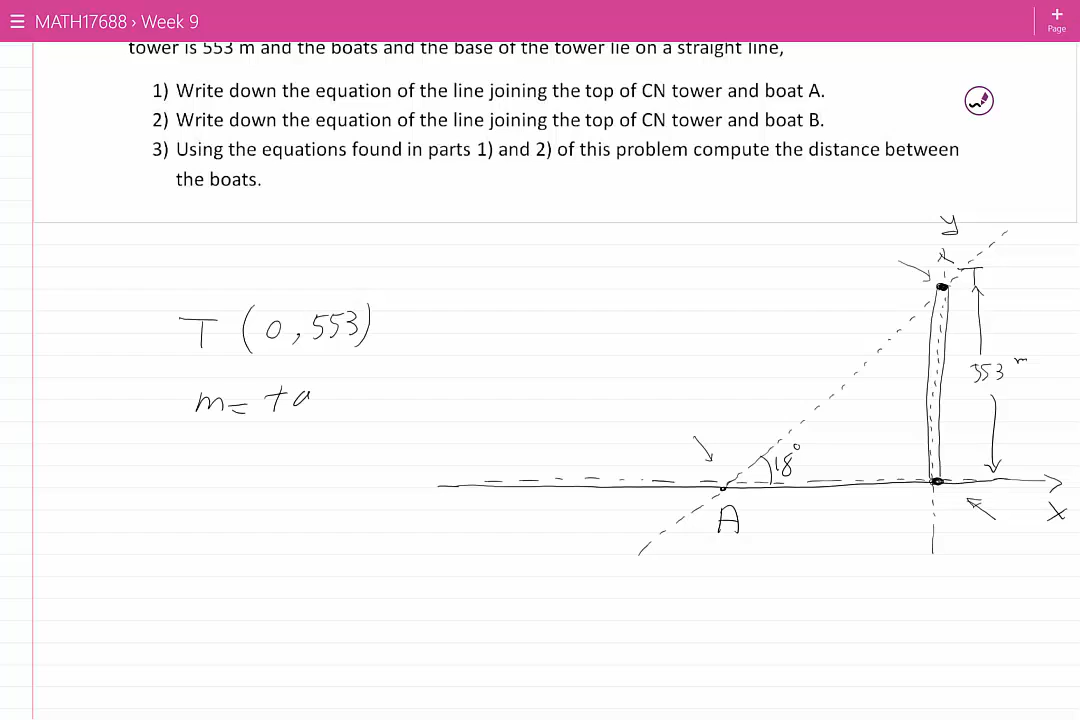 MATH17688 › Week 9
Page
tower is 553 m and the boats and the base of the tower lie on a straight line,
1) Write down the equation of the line joining the top of CN tower and boat A.
2) Write down the equation of the line joining the top of CN tower and boat B.
3) Using the equations found in parts 1) and 2) of this problem compute the distance between
the boats.
y
T
T (0,553)
553 m
m= ta
18°
A
X